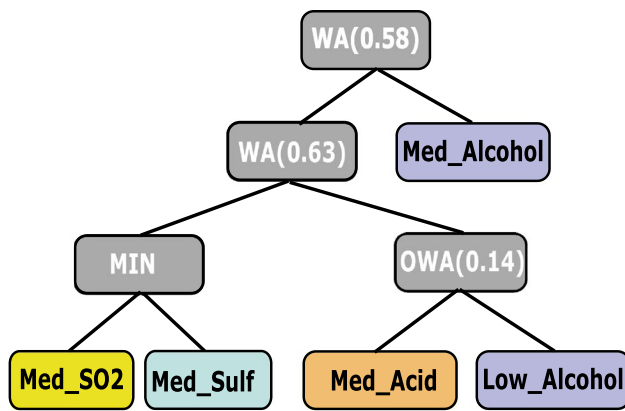 WA(0.58)
WA(0.63)
Med_Alcohol
MIN
OWA(0.14)
Med_SO2
Med_Sulf
Med_Acid
Low_Alcohol